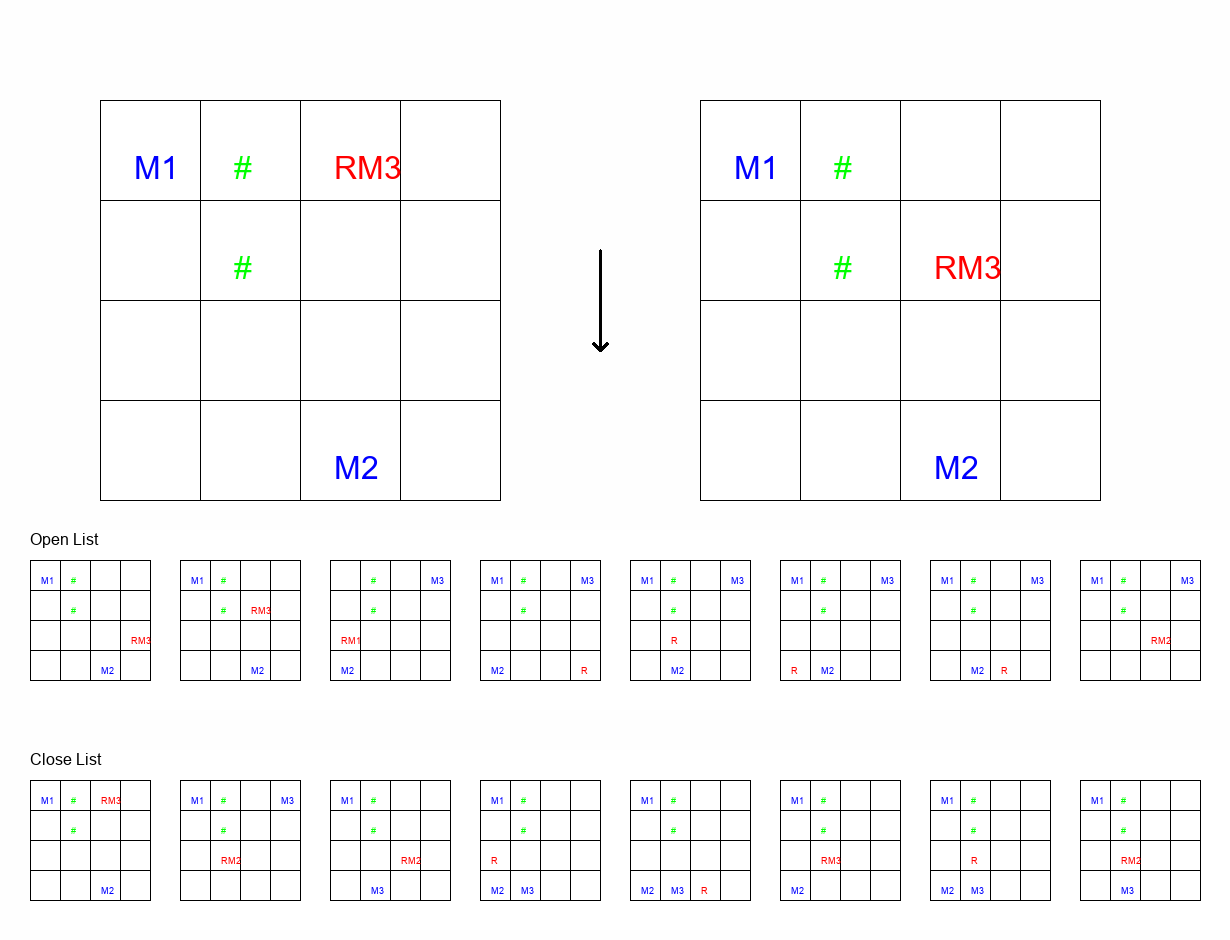 M1 # RM3 M1 #
# # RM3
M2 M2
Open List
M1 # M1 # # M3 M1 # M3 M1 # M3 M1 # M3 M1 # M3 M1 # M3
# # RM3 # # # # # #
RM3 RM1 R RM2
M2 M2 M2 M2 R M2 R M2 M2 R
Close List
M1 # RM3 M1 # M3 M1 # M1 # M1 # M1 # M1 # M1 #
# # # # # # # #
RM2 RM2 R RM3 R RM2
M2 M3 M2 M3 M2 M3 R M2 M2 M3 M3